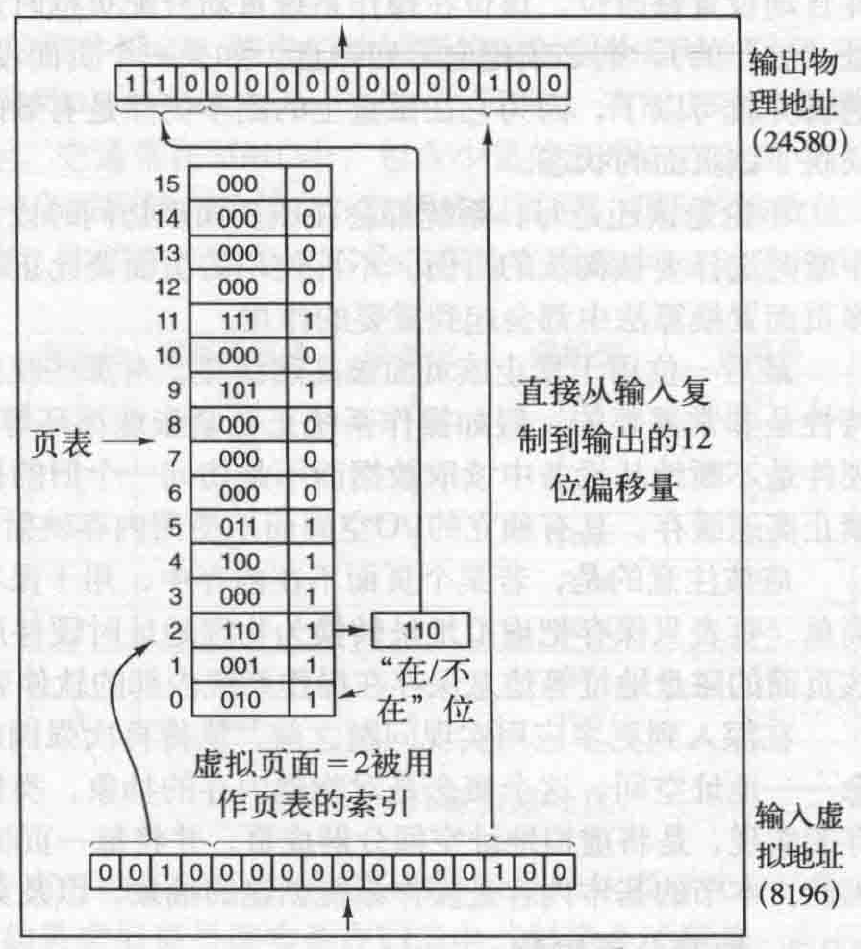 1 1 0 0 0 0 0 0 0 0 0 0 1 0 0
输出物
理地址
(24580)
15 000 0
14 000 0
13 000 0
12 000 0
11 111 1
10 000 0
9 101 1
8 000 0
7 000 0
6 000 0
5 011 1
4 100 1
3 000 1
2 110 1
1 001 1
0 010 1
页表
110
“在/不
在”位
直接从输入复
制到输出的12
位偏移量
虚拟页面=2被用
作页表的索引
0 0 1 0 0 0 0 0 0 0 0 0 0 1 0 0
输入虚
拟地址
(8196)